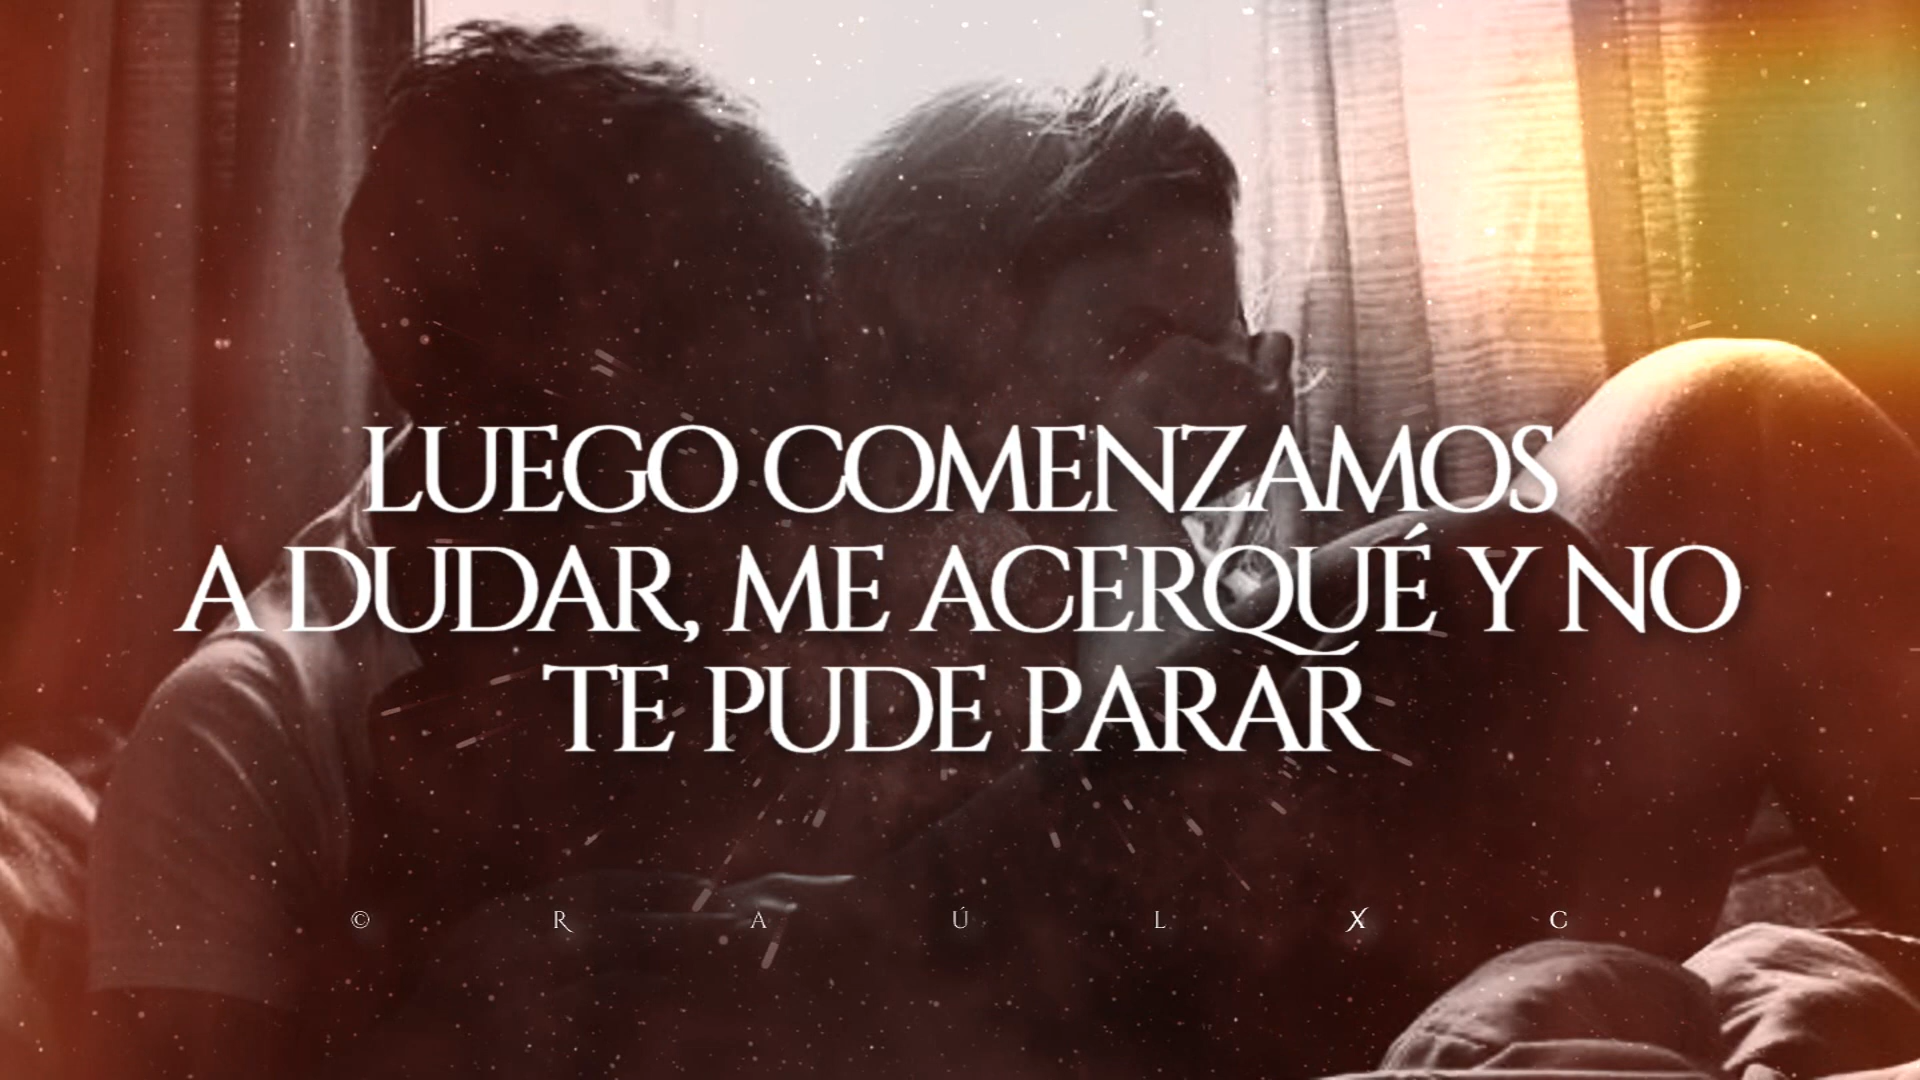 LUEGO COMENZAMOS
A DUDAR, ME ACERQUÉ Y NO
TE PUDE PARAR
© R A Ú L X C